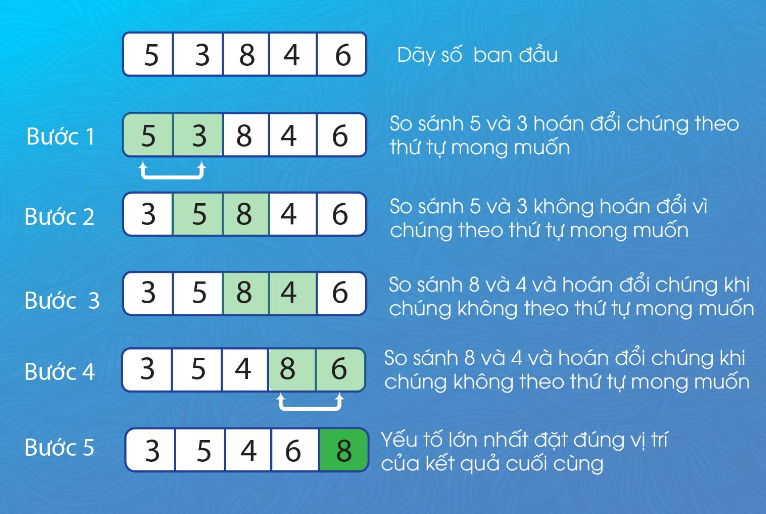 5 3 8 4 6
Dãy số ban đầu
Bước 1
5 3 8 4 6
So sánh 5 và 3 hoán đổi chúng theo
thứ tự mong muốn
Bước 2
3 5 8 4 6
So sánh 5 và 3 không hoán đổi vì
chúng theo thứ tự mong muốn
Bước 3
3 5 8 4 6
So sánh 8 và 4 và hoán đổi chúng khi
chúng không theo thứ tự mong muốn
Bước 4
3 5 4 8 6
So sánh 8 và 4 và hoán đổi chúng khi
chúng không theo thứ tự mong muốn
Bước 5
3 5 4 6 8
Yếu tố lớn nhất đặt đúng vị trí
của kết quả cuối cùng